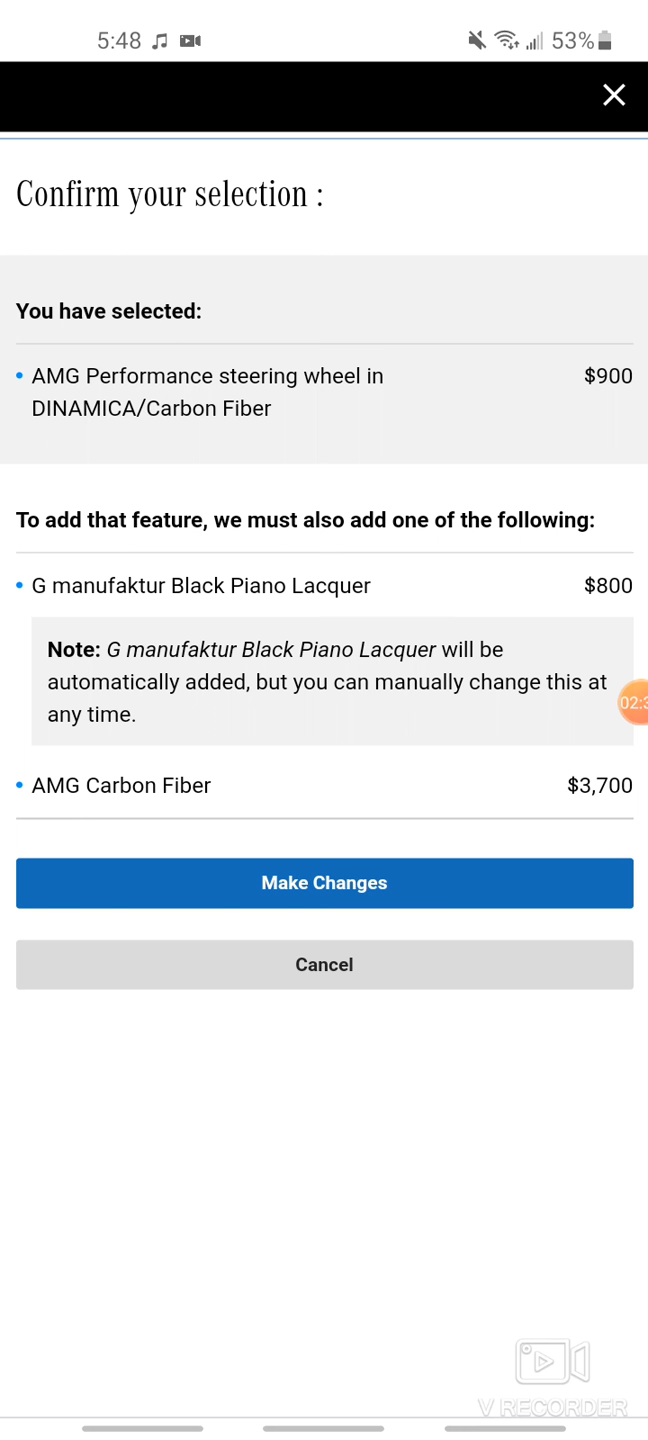 5:48 53%
Confirm your selection :
You have selected:
AMG Performance steering wheel in $900
DINAMICA/Carbon Fiber
To add that feature, we must also add one of the following:
G manufaktur Black Piano Lacquer $800
Note: G manufaktur Black Piano Lacquer will be
automatically added, but you can manually change this at
any time.
AMG Carbon Fiber $3,700
Make Changes
Cancel
V RECORDER